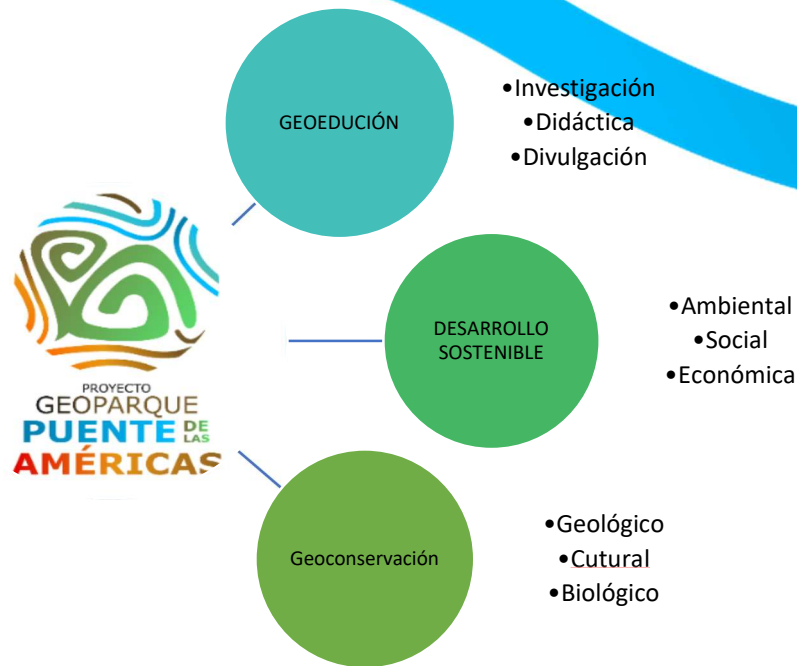 GEOEDUCIÓN
•Investigación
•Didáctica
•Divulgación
PROYECTO
GEOPARQUE
PUENTE DE LAS
AMÉRICAS
DESARROLLO
SOSTENIBLE
•Ambiental
•Social
•Económica
Geoconservación
•Geológico
•Cutural
•Biológico